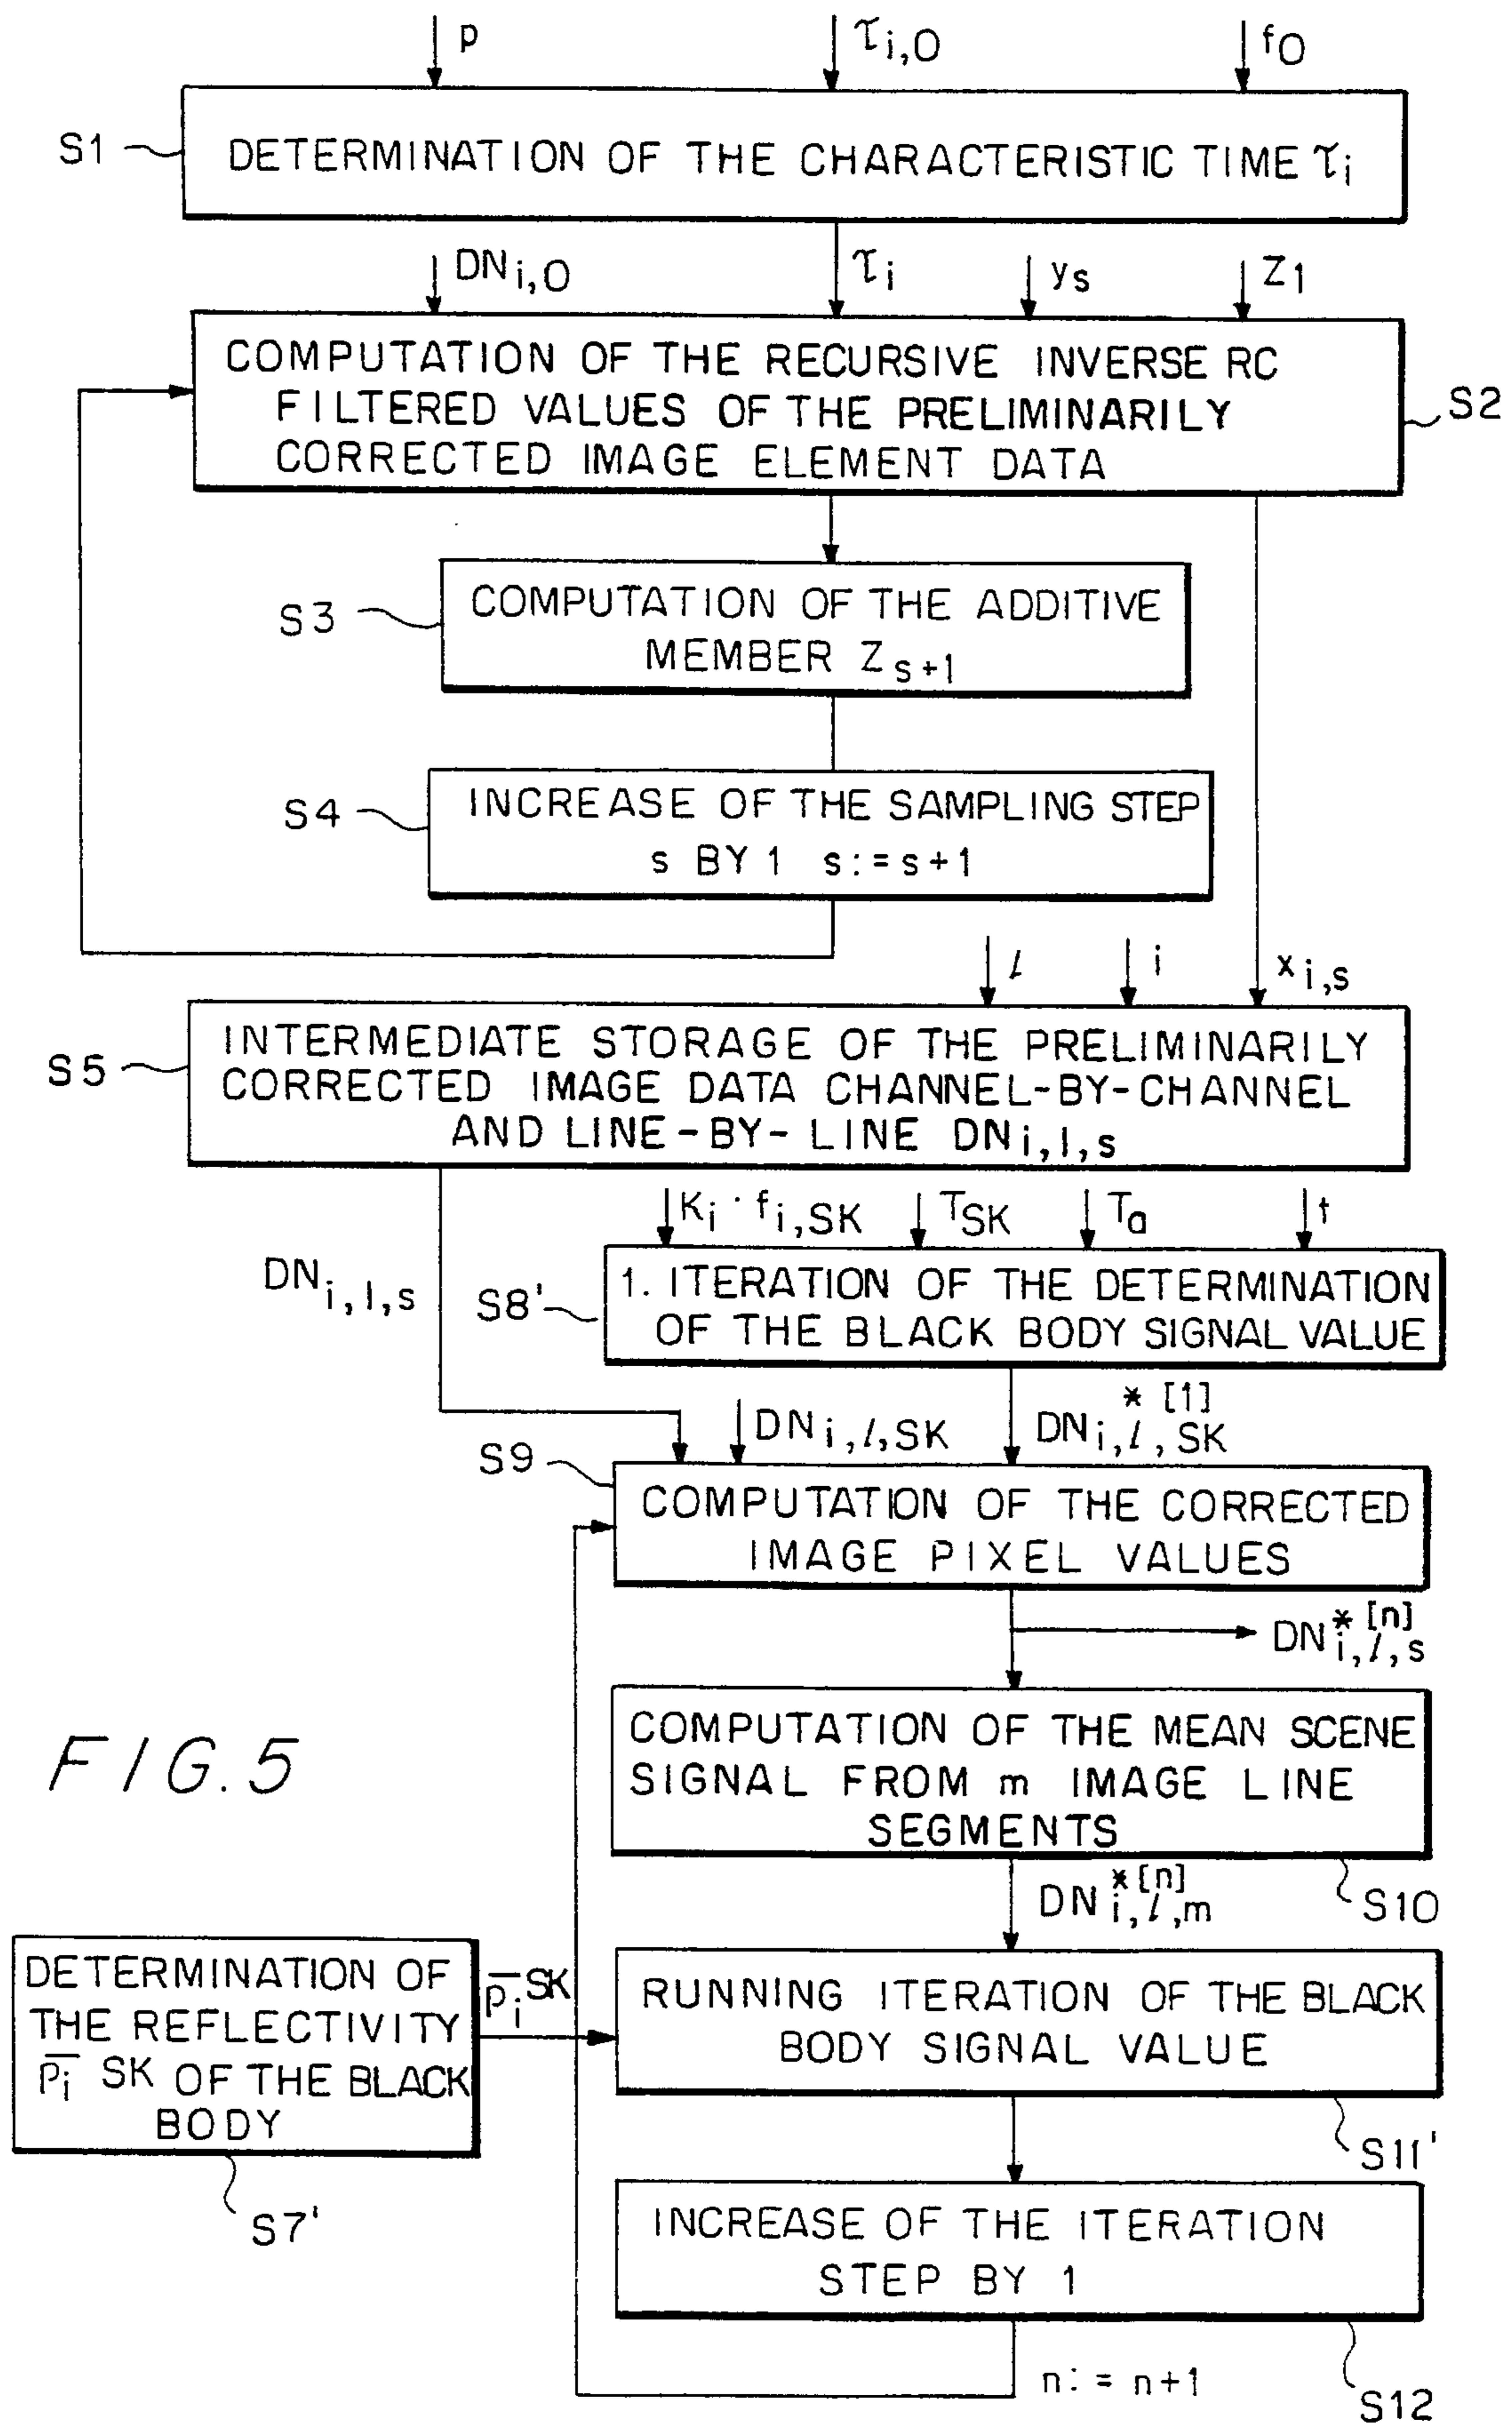 p τi,0 f0
S1
DETERMINATION OF THE CHARACTERISTIC TIME τi
DNi,0 τi ys Z1
COMPUTATION OF THE RECURSIVE INVERSE RC
FILTERED VALUES OF THE PRELIMINARILY
CORRECTED IMAGE ELEMENT DATA
S2
S3
COMPUTATION OF THE ADDITIVE
MEMBER Zs+1
S4
INCREASE OF THE SAMPLING STEP
s BY 1 s:=s+1
l i xi,s
S5
INTERMEDIATE STORAGE OF THE PRELIMINARILY
CORRECTED IMAGE DATA CHANNEL-BY-CHANNEL
AND LINE-BY-LINE DNi,l,s
Ki · fi,SK TSK Ta t
DNi,l,s
S8'
1. ITERATION OF THE DETERMINATION
OF THE BLACK BODY SIGNAL VALUE
DNi,l,SK DN*[1]i,l,SK
S9
COMPUTATION OF THE CORRECTED
IMAGE PIXEL VALUES
DN*[n]i,l,s
COMPUTATION OF THE MEAN SCENE
SIGNAL FROM m IMAGE LINE
SEGMENTS
FIG.5
S10
DN*[n]i,l,m
DETERMINATION OF
THE REFLECTIVITY
p̅i SK OF THE BLACK
BODY
S7'
p̅i SK
RUNNING ITERATION OF THE BLACK
BODY SIGNAL VALUE
S11'
INCREASE OF THE ITERATION
STEP BY 1
n:=n+1
S12